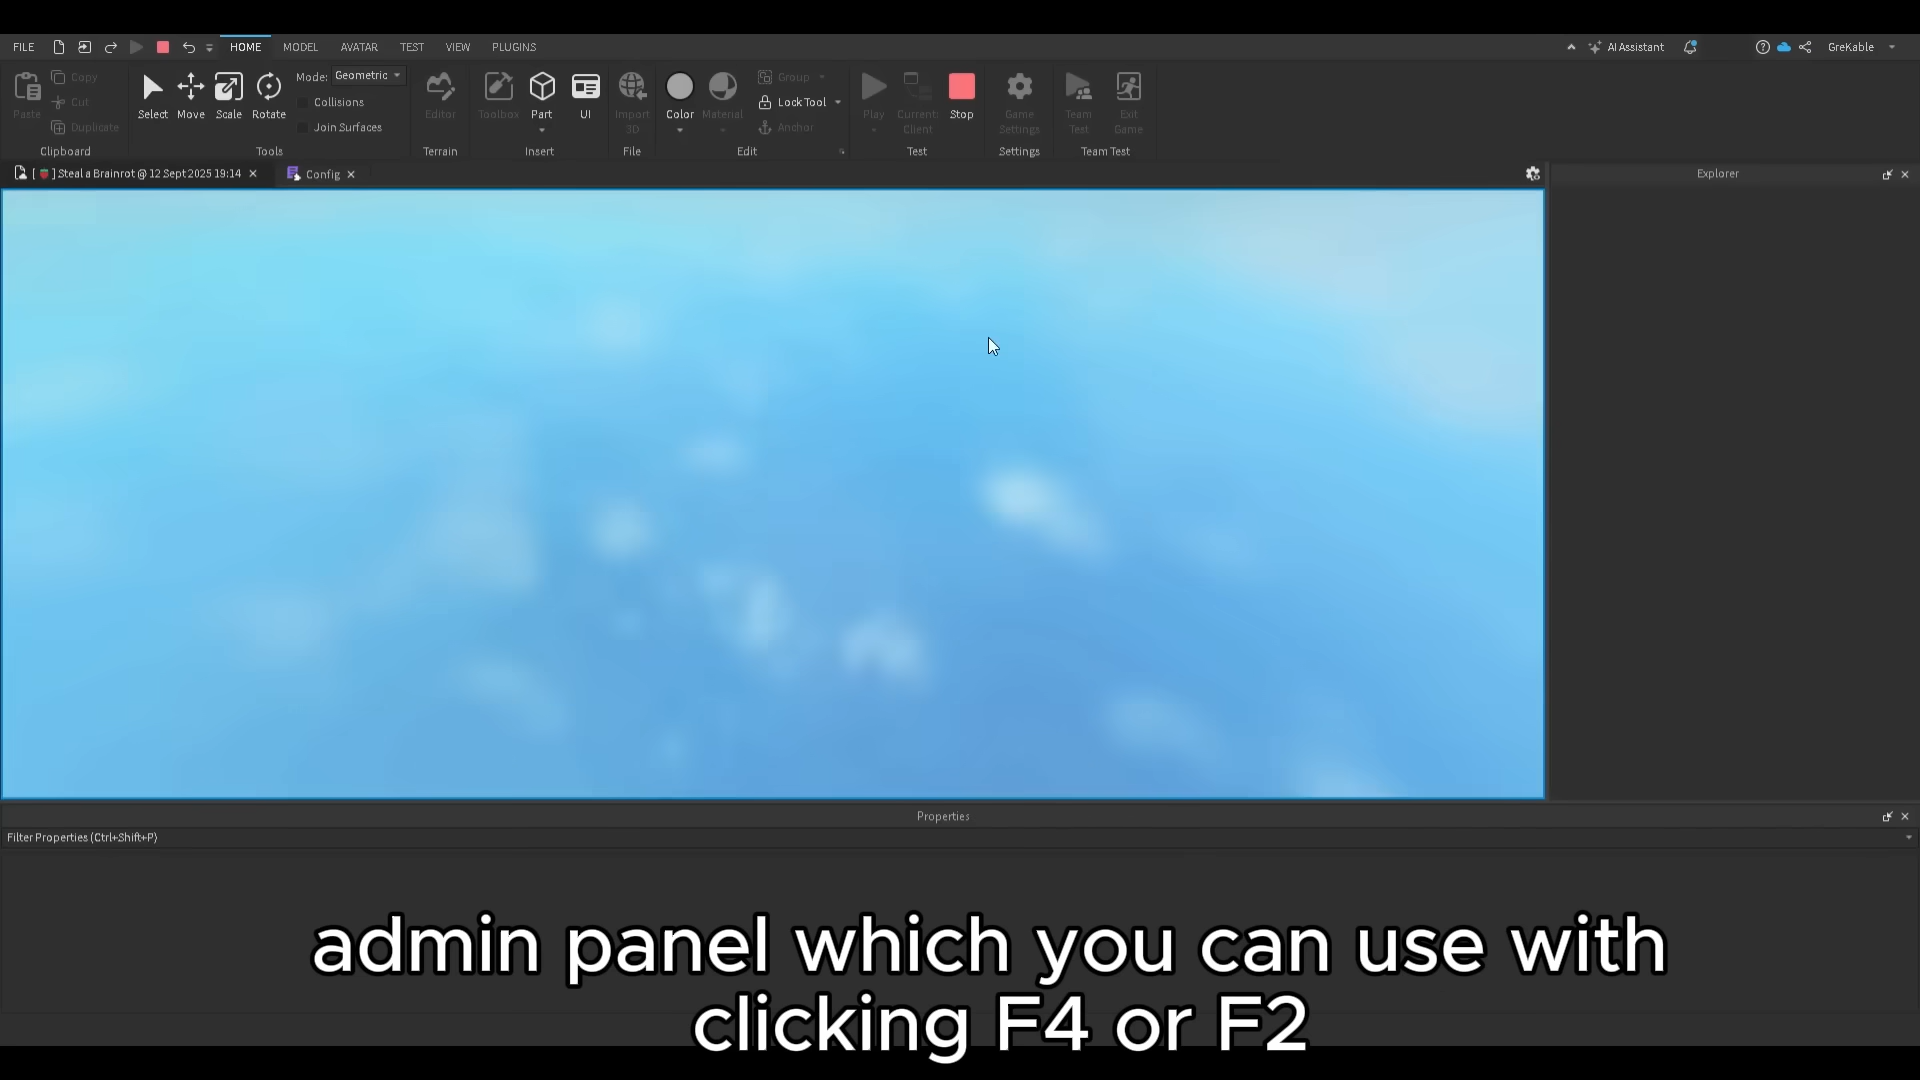 FILE HOME MODEL AVATAR TEST VIEW PLUGINS AI Assistant GreKable
Paste Copy Cut Duplicate Clipboard
Select Move Scale Rotate Mode: Geometric Collisions Join Surfaces Tools
Editor Terrain
Toolbox Part UI Insert
Import 3D File
Color Material Group Lock Tool Anchor Edit
Play Current Client Stop Test
Game Settings Settings
Team Test Exit Game Team Test
[ ] Steal a Brainrot @ 12 Sept 2025 19:14 Config Explorer
Properties
Filter Properties (Ctrl+Shift+P)
admin panel which you can use with
clicking F4 or F2